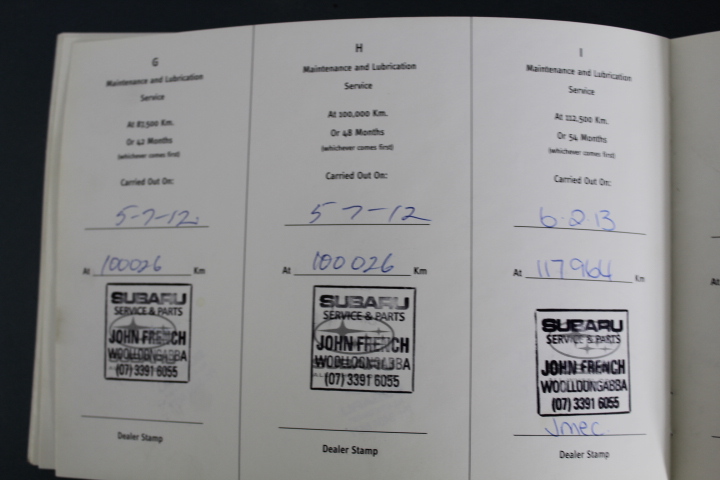 G
Maintenance and Lubrication
Service
At 87,500 Km.
Or 42 Months
(whichever comes first)
Carried Out On:
5-7-12
At 100026 Km
SUBARU
SERVICE & PARTS
JOHN FRENCH
WOOLLOONGABBA
(07) 3391 6055
Dealer Stamp
H
Maintenance and Lubrication
Service
At 100,000 Km.
Or 48 Months
(whichever comes first)
Carried Out On:
5 7-12
At 100026 Km
SUBARU
SERVICE & PARTS
JOHN FRENCH
WOOLLOONGABBA
(07) 3391 6055
Dealer Stamp
I
Maintenance and Lubrication
Service
At 112,500 Km.
Or 54 Months
(whichever comes first)
Carried Out On:
6-2-13
At 117964 Km
SUBARU
SERVICE & PARTS
JOHN FRENCH
WOOLLOONGABBA
(07) 3391 6055
Jmec
Dealer Stamp